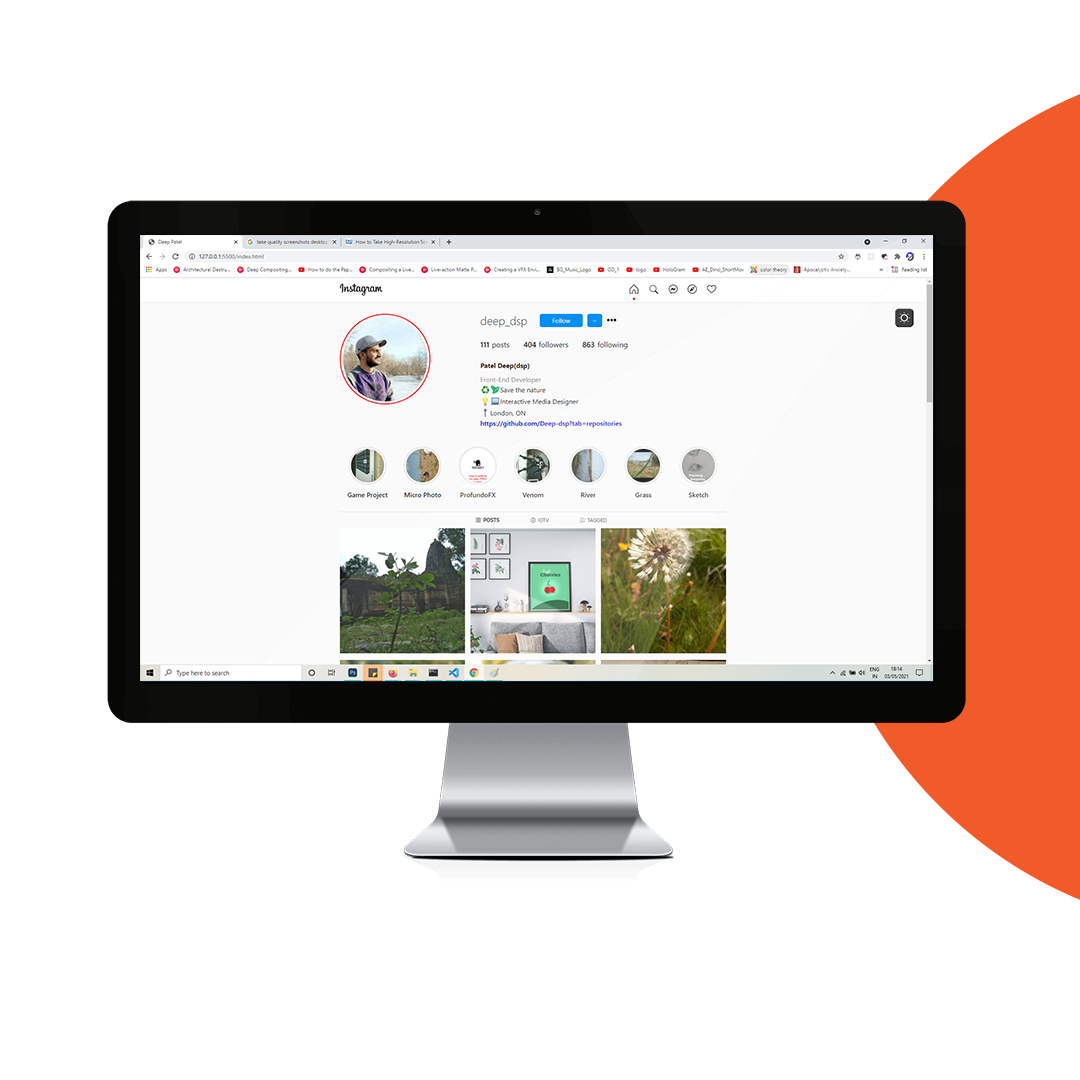 Deep Patel
take quality screenshots desktop
How to Take High-Resolution Sc
127.0.0.1:5500/index.html
Apps
Architectural Destru...
Deep Compositing...
How to do the Pap...
Compositing a Live...
Live-action Matte P...
Creating a VFX Envi...
BG_Music_Logo
GD_1
logo
HoloGram
AE_Dino_ShortMov
color theory
Apocalyptic Anxiety...
»
Reading list
Instagram
deep_dsp
Follow
111 posts 404 followers 863 following
Patel Deep(dsp)
Front-End Developer
Save the nature
Interactive Media Designer
London, ON
https://github.com/Deep-dsp?tab=repositories
Game Project
Micro Photo
ProfundoFX
Venom
River
Grass
Sketch
POSTS
IGTV
TAGGED
Cherries
Type here to search
Ps
ENG
IN
18:14
03/05/2021